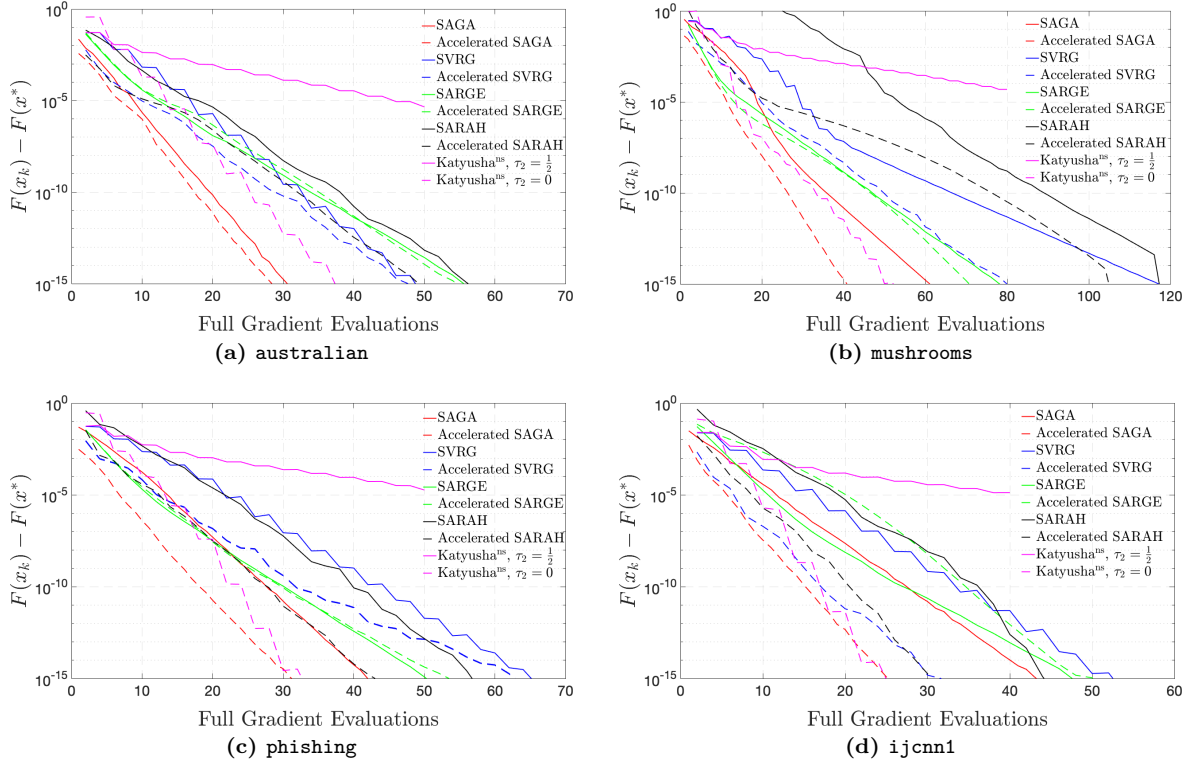 10^0
10^{-5}
10^{-10}
10^{-15}
F(x_k) − F(x^*)
0 10 20 30 40 50 60 70
Full Gradient Evaluations
SAGA
Accelerated SAGA
SVRG
Accelerated SVRG
SARGE
Accelerated SARGE
SARAH
Accelerated SARAH
Katyusha^{ns}, τ_2 = 1/2
Katyusha^{ns}, τ_2 = 0
(a) australian
10^0
10^{-5}
10^{-10}
10^{-15}
F(x_k) − F(x^*)
0 20 40 60 80 100 120
Full Gradient Evaluations
SAGA
Accelerated SAGA
SVRG
Accelerated SVRG
SARGE
Accelerated SARGE
SARAH
Accelerated SARAH
Katyusha^{ns}, τ_2 = 1/2
Katyusha^{ns}, τ_2 = 0
(b) mushrooms
10^0
10^{-5}
10^{-10}
10^{-15}
F(x_k) − F(x^*)
0 10 20 30 40 50 60 70
Full Gradient Evaluations
SAGA
Accelerated SAGA
SVRG
Accelerated SVRG
SARGE
Accelerated SARGE
SARAH
Accelerated SARAH
Katyusha^{ns}, τ_2 = 1/2
Katyusha^{ns}, τ_2 = 0
(c) phishing
10^0
10^{-5}
10^{-10}
10^{-15}
F(x_k) − F(x^*)
0 10 20 30 40 50 60
Full Gradient Evaluations
SAGA
Accelerated SAGA
SVRG
Accelerated SVRG
SARGE
Accelerated SARGE
SARAH
Accelerated SARAH
Katyusha^{ns}, τ_2 = 1/2
Katyusha^{ns}, τ_2 = 0
(d) ijcnn1